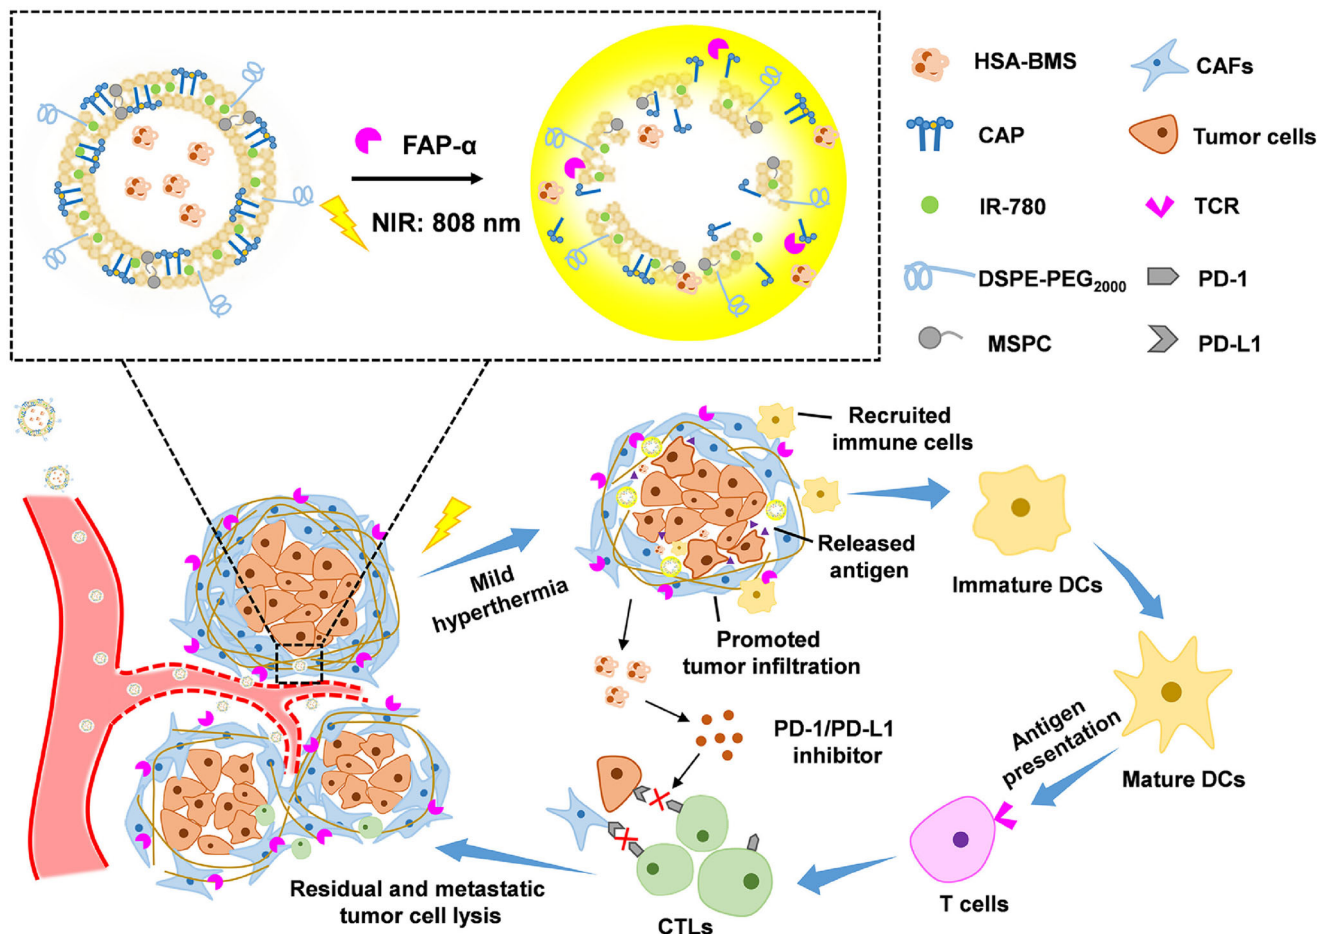 FAP-α
NIR: 808 nm
HSA-BMS
CAFs
CAP
Tumor cells
IR-780
TCR
DSPE-PEG₂₀₀₀
PD-1
MSPC
PD-L1
Mild
hyperthermia
Recruited
immune cells
Released
antigen
Promoted
tumor infiltration
Immature DCs
Mature DCs
Antigen
presentation
T cells
PD-1/PD-L1
inhibitor
CTLs
Residual and metastatic
tumor cell lysis